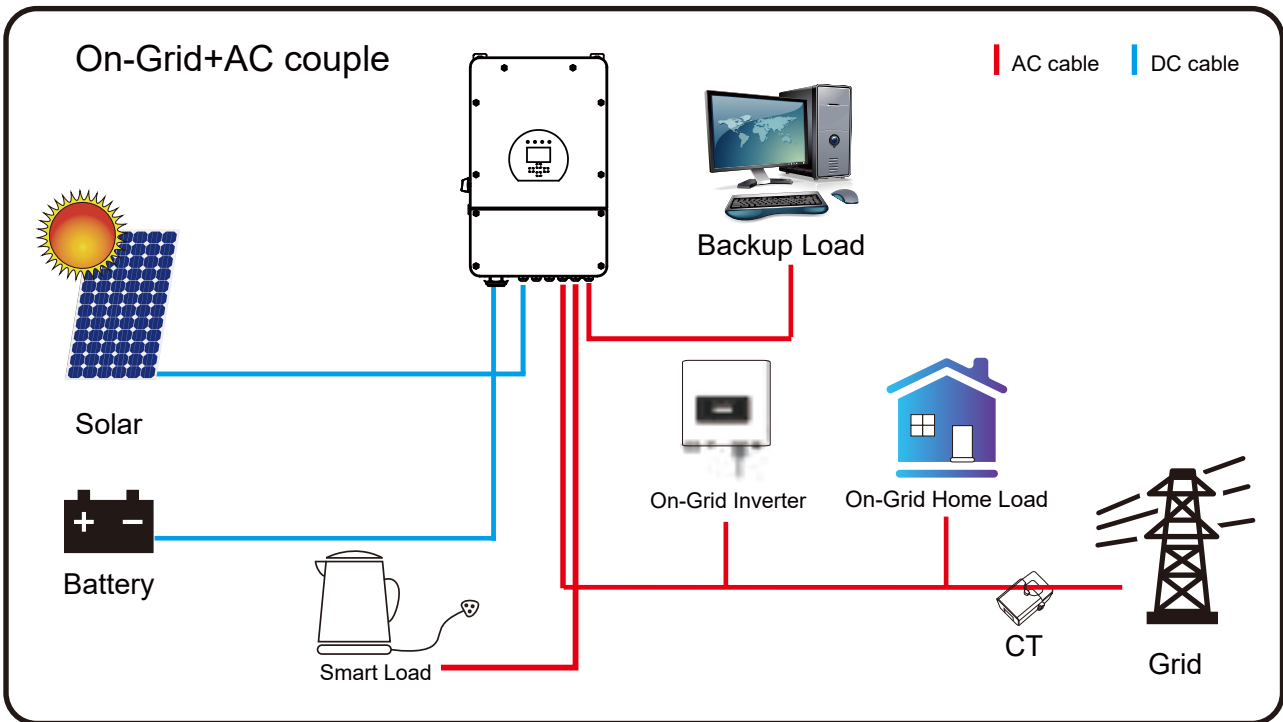 On-Grid+AC couple
AC cable
DC cable
Backup Load
Solar
On-Grid Inverter
On-Grid Home Load
Battery
+ −
Smart Load
CT
Grid